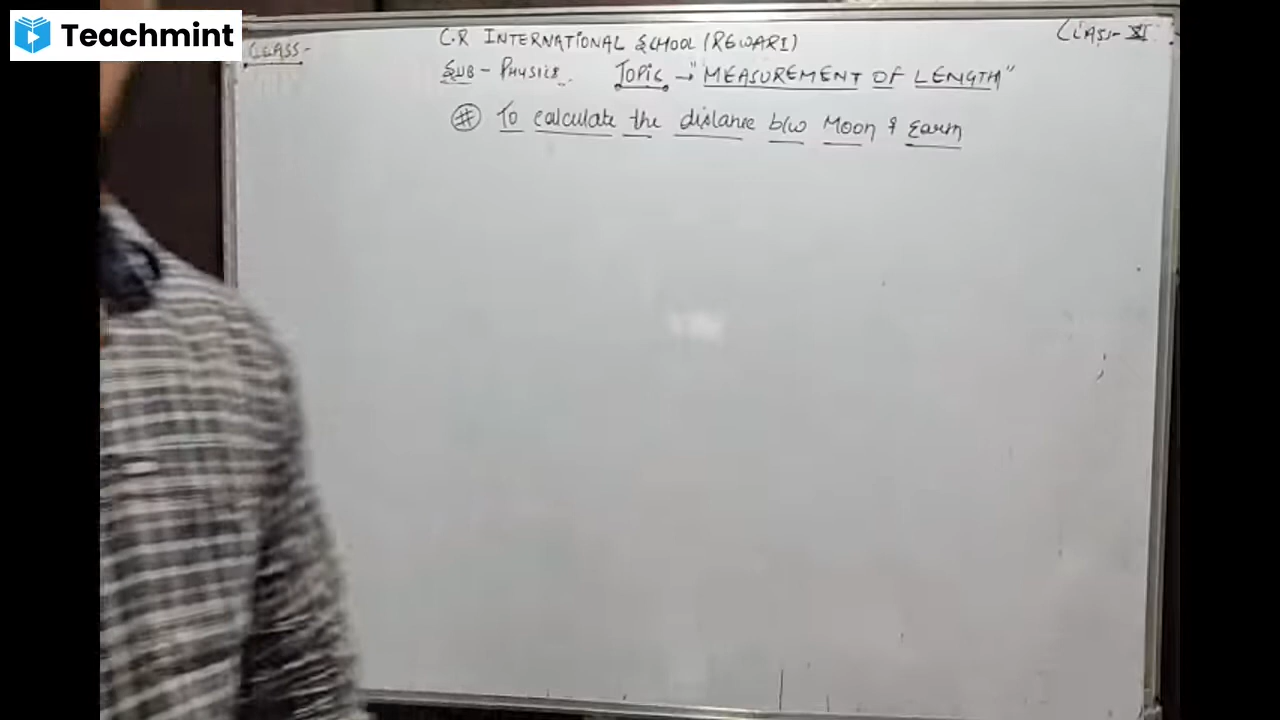 Teachmint
CLASS-
C.R INTERNATIONAL SCHOOL (REWARI)
CLASS-XI
SUB - PHYSICS. TOPIC → "MEASUREMENT OF LENGTH"
# To calculate the distance b/w Moon & Earth